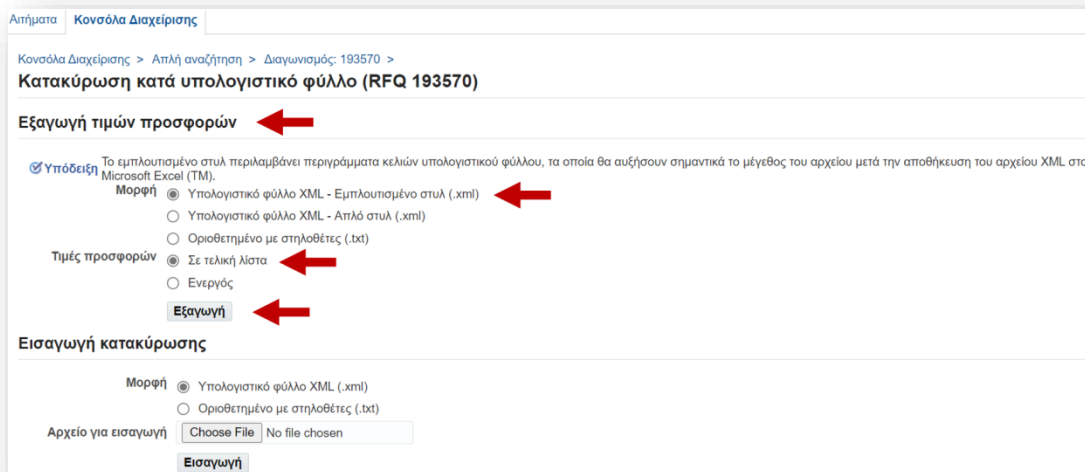 Αιτήματα Κονσόλα Διαχείρισης
Κονσόλα Διαχείρισης > Απλή αναζήτηση > Διαγωνισμός: 193570 >
Κατακύρωση κατά υπολογιστικό φύλλο (RFQ 193570)
Εξαγωγή τιμών προσφορών
Υπόδειξη Το εμπλουτισμένο στυλ περιλαμβάνει περιγράμματα κελιών υπολογιστικού φύλλου, τα οποία θα αυξήσουν σημαντικά το μέγεθος του αρχείου μετά την αποθήκευση του αρχείου XML στο
Microsoft Excel (TM).
Μορφή Υπολογιστικό φύλλο XML - Εμπλουτισμένο στυλ (.xml)
Υπολογιστικό φύλλο XML - Απλό στυλ (.xml)
Οριοθετημένο με στηλοθέτες (.txt)
Τιμές προσφορών Σε τελική λίστα
Ενεργός
Εξαγωγή
Εισαγωγή κατακύρωσης
Μορφή Υπολογιστικό φύλλο XML (.xml)
Οριοθετημένο με στηλοθέτες (.txt)
Αρχείο για εισαγωγή Choose File No file chosen
Εισαγωγή